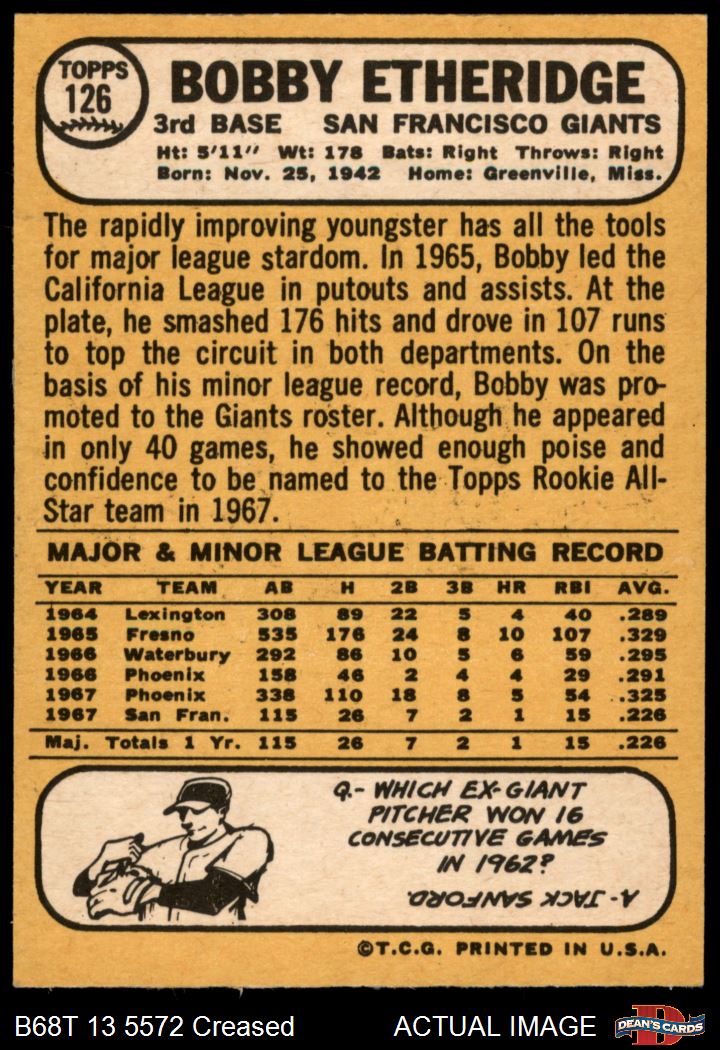 TOPPS
126
BOBBY ETHERIDGE
3rd BASE SAN FRANCISCO GIANTS
Ht: 5'11" Wt: 178 Bats: Right Throws: Right
Born: Nov. 25, 1942 Home: Greenville, Miss.
The rapidly improving youngster has all the tools
for major league stardom. In 1965, Bobby led the
California League in putouts and assists. At the
plate, he smashed 176 hits and drove in 107 runs
to top the circuit in both departments. On the
basis of his minor league record, Bobby was pro-
moted to the Giants roster. Although he appeared
in only 40 games, he showed enough poise and
confidence to be named to the Topps Rookie All-
Star team in 1967.
MAJOR & MINOR LEAGUE BATTING RECORD
YEAR TEAM AB H 2B 3B HR RBI AVG.
1964 Lexington 308 89 22 5 4 40 .289
1965 Fresno 535 176 24 8 10 107 .329
1966 Waterbury 292 86 10 5 6 59 .295
1966 Phoenix 158 46 2 4 4 29 .291
1967 Phoenix 338 110 18 8 5 54 .325
1967 San Fran. 115 26 7 2 1 15 .226
Maj. Totals 1 Yr. 115 26 7 2 1 15 .226
Q.- WHICH EX-GIANT
PITCHER WON 16
CONSECUTIVE GAMES
IN 1962?
A- JACK SANFORD.
©T.C.G. PRINTED IN U.S.A.
B68T 13 5572 Creased ACTUAL IMAGE
D
DEAN'S CARDS